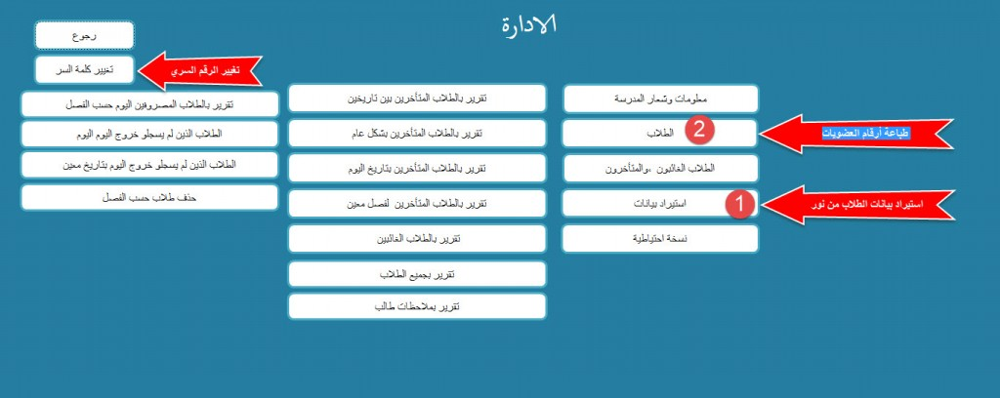 الادارة
رجوع
تغيير كلمة السر
تغيير الرقم السري
معلومات وشعار المدرسة
الطلاب
2
طباعة أرقام العضويات
الطلاب الغائبون ،والمتأخرون
استيراد بيانات
1
استيراد بيانات الطلاب من نور
نسخة احتياطية
تقرير بالطلاب المتأخرين بين تاريخين
تقرير بالطلاب المتأخرين بشكل عام
تقرير بالطلاب المتأخرين بتاريخ اليوم
تقرير بالطلاب المتأخرين لفصل معين
تقرير بالطلاب الغائبين
تقرير بجميع الطلاب
تقرير بملاحظات طالب
تقرير بالطلاب المصروفين اليوم حسب الفصل
الطلاب الذين لم يسجلو خروج اليوم اليوم
الطلاب الذين لم يسجلو خروج اليوم بتاريخ معين
حذف طلاب حسب الفصل